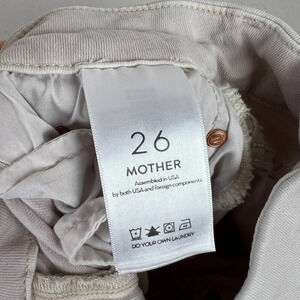 26
MOTHER
Assembled in USA
by both USA and foreign components
DO YOUR OWN LAUNDRY